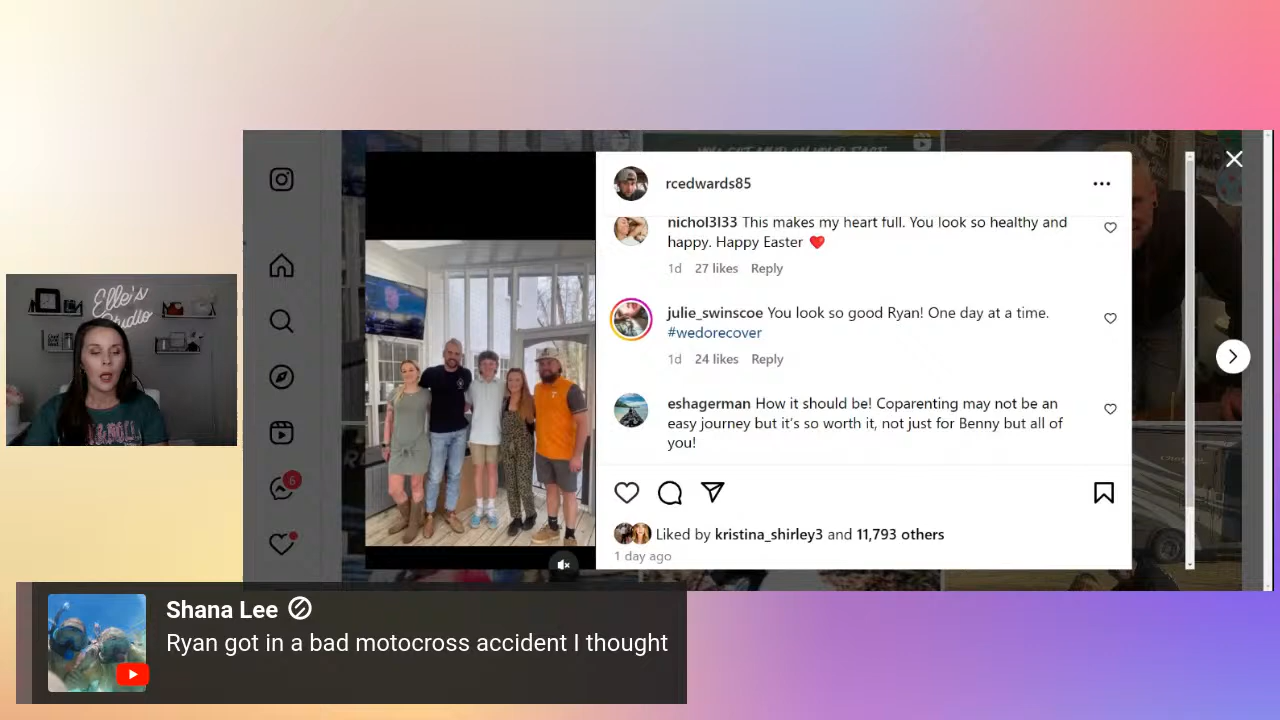 Elle's
Studio
rcedwards85
nichol3l33 This makes my heart full. You look so healthy and
happy. Happy Easter ❤️
1d 27 likes Reply
julie_swinscoe You look so good Ryan! One day at a time.
#wedorecover
1d 24 likes Reply
eshagerman How it should be! Coparenting may not be an
easy journey but it's so worth it, not just for Benny but all of
you!
6
Liked by kristina_shirley3 and 11,793 others
1 day ago
Shana Lee
Ryan got in a bad motocross accident I thought